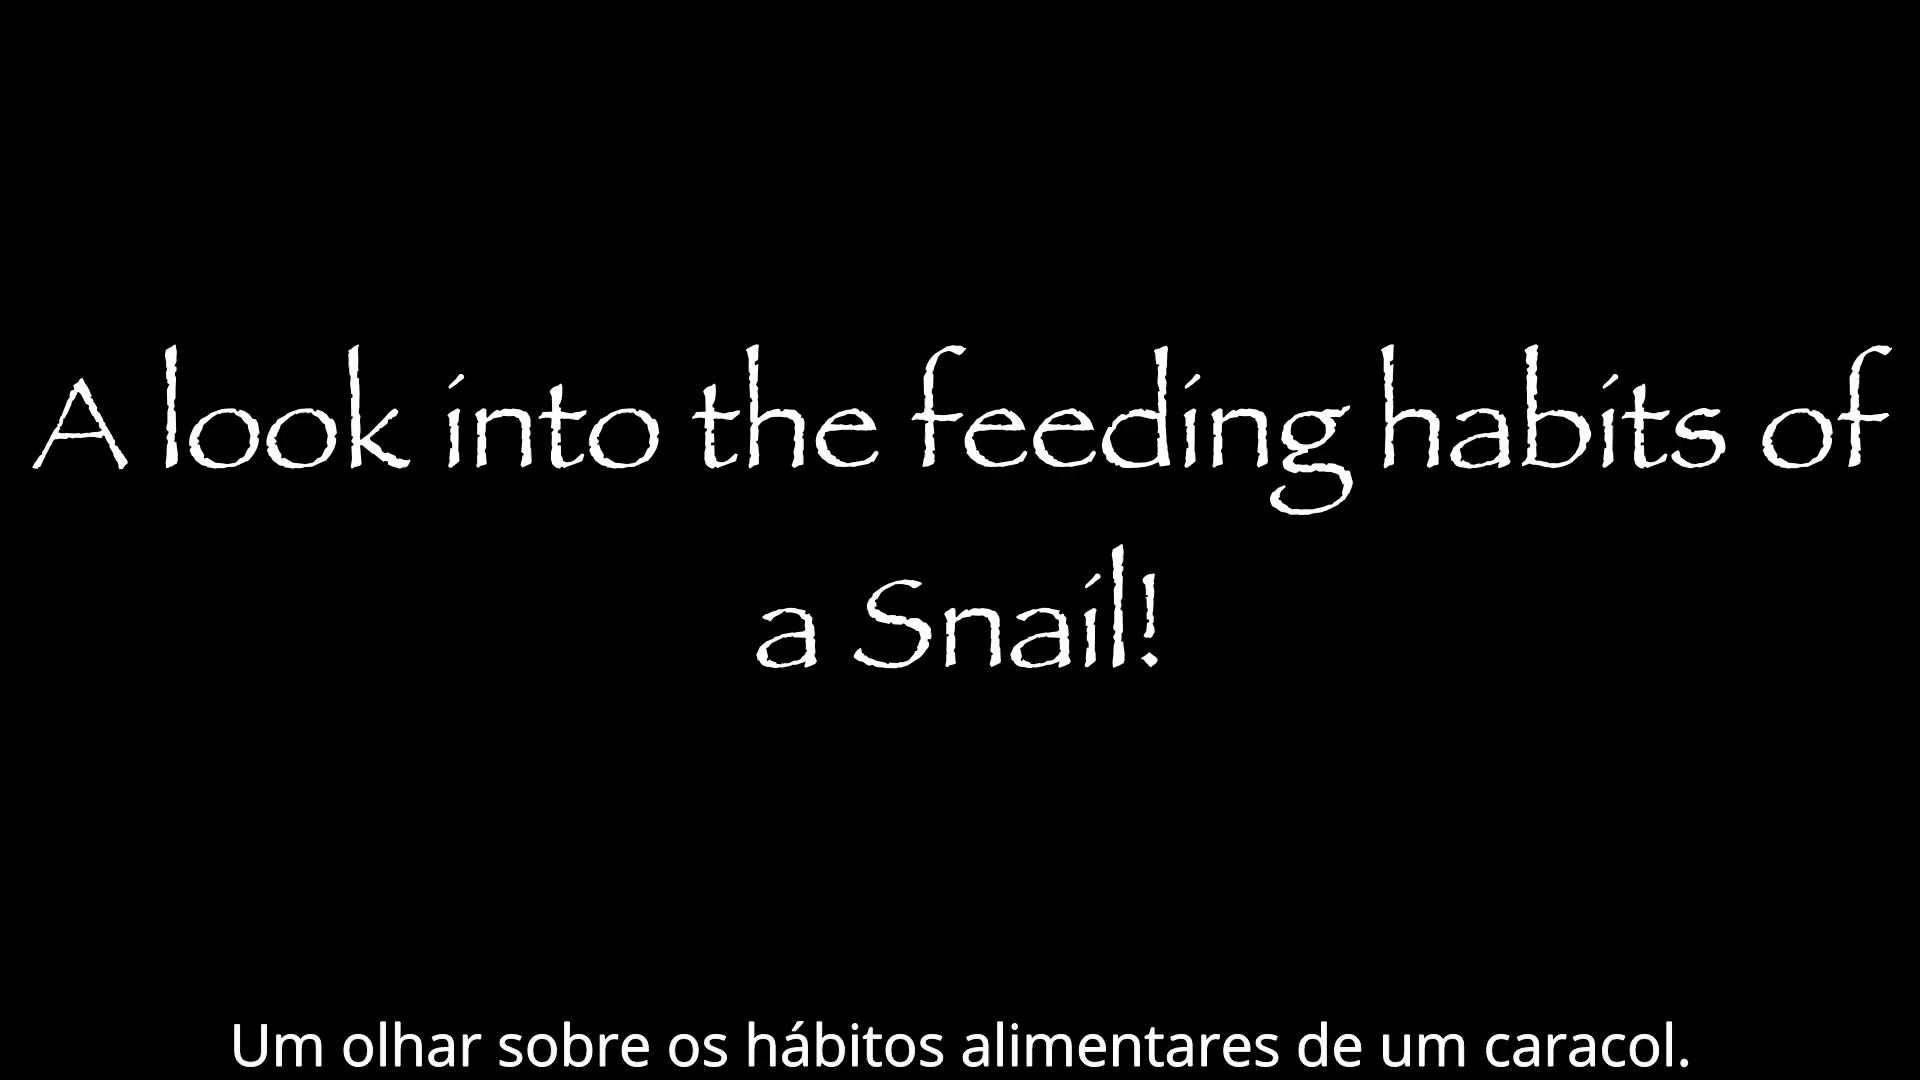 A look into the feeding habits of
a Snail!
Um olhar sobre os hábitos alimentares de um caracol.